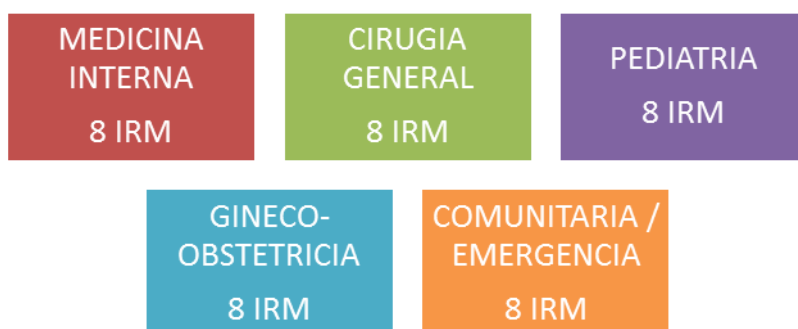 MEDICINA
INTERNA
8 IRM
CIRUGIA
GENERAL
8 IRM
PEDIATRIA
8 IRM
GINECO-
OBSTETRICIA
8 IRM
COMUNITARIA /
EMERGENCIA
8 IRM